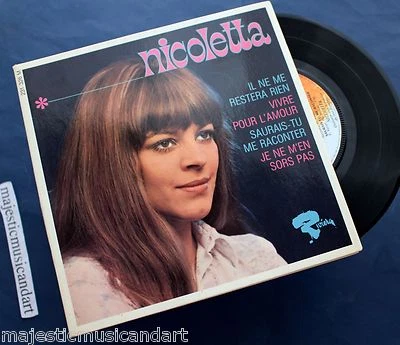 nicoletta
IL NE ME
RESTERA RIEN
VIVRE
POUR L'AMOUR
SAURAIS-TU
ME RACONTER
JE NE M'EN
SORS PAS
Riviera
majesticmusicandart
majesticmusicandart